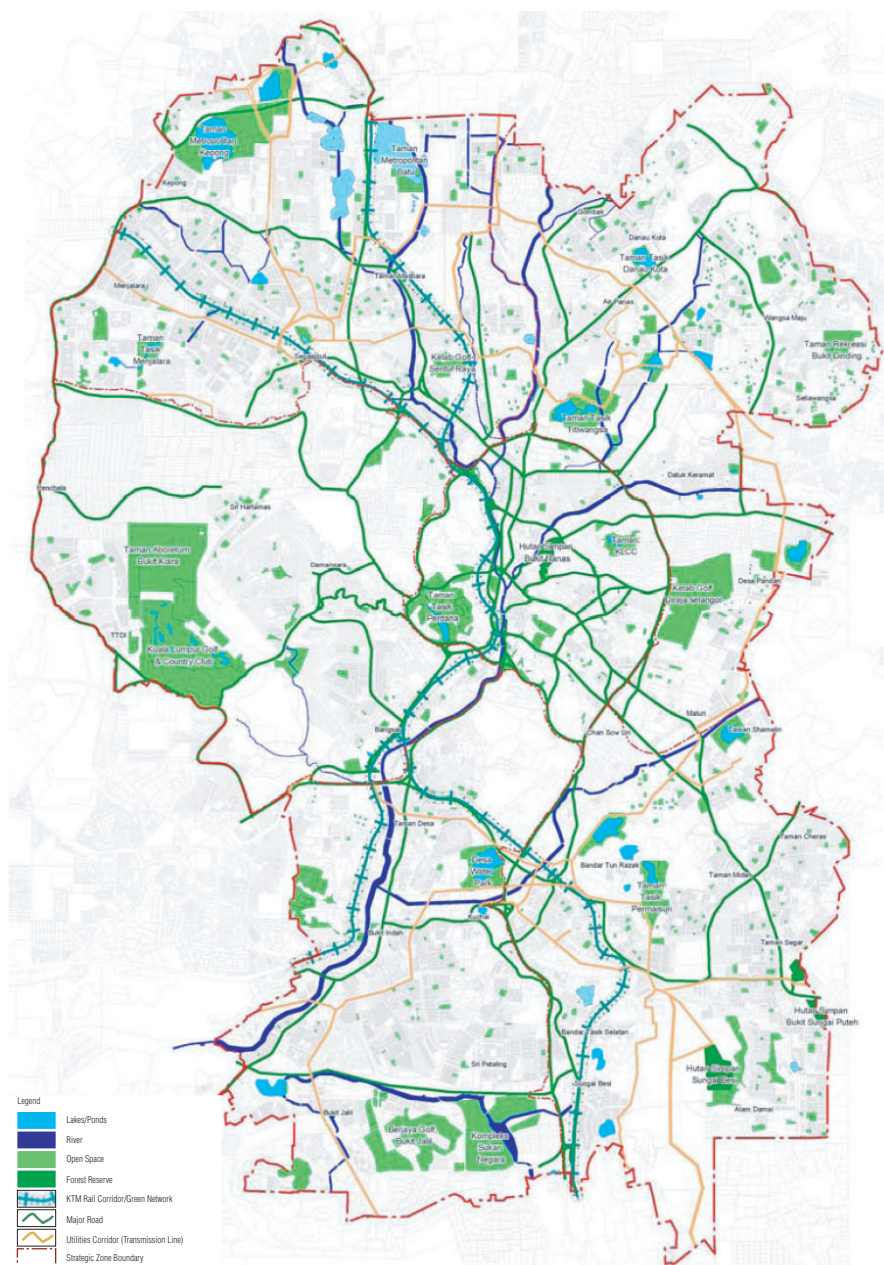 Taman
Metropolitan
Kepong
Taman
Metropolitan
Batu
Kepong
Gombak
Danau Kota
Taman Tasik
Danau Kota
Menjalara
Air Panas
Wangsa Maju
Taman
Tasik
Menjalara
Segambut
Kelab Golf
Sentul Raya
Taman Rekreasi
Bukit Dinding
Setiawangsa
Taman Tasik
Titiwangsa
Datuk Keramat
Penchala
Sri Hartamas
Taman Aboretum
Bukit Kiara
Damansara
Hutan Simpan
Bukit Nanas
Taman
KLCC
Desa Pandan
Kelab Golf
Diraja selangor
Taman
Tasik
Perdana
TTDI
Kuala Lumpur Golf
& Country Club
Maluri
Bangsar
Chan Sow Lin
Taman Shamelin
Taman Desa
Taman Cheras
Desa
Water
Park
Bandar Tun Razak
Taman
Tasik
Permaisuri
Taman Midah
Kuchai
Bukit Indah
Taman Segar
Hutan Simpan
Bukit Sungai Puteh
Bandar Tasik Selatan
Sri Petaling
Sungai Besi
Hutan Simpan
Sungai Besi
Alam Damai
Bukit Jalil
Berjaya Golf
Bukit Jalil
Kompleks
Sukan
Negara
Legend
Lakes/Ponds
River
Open Space
Forest Reserve
KTM Rail Corridor/Green Network
Major Road
Utilities Corridor (Transmission Line)
Strategic Zone Boundary